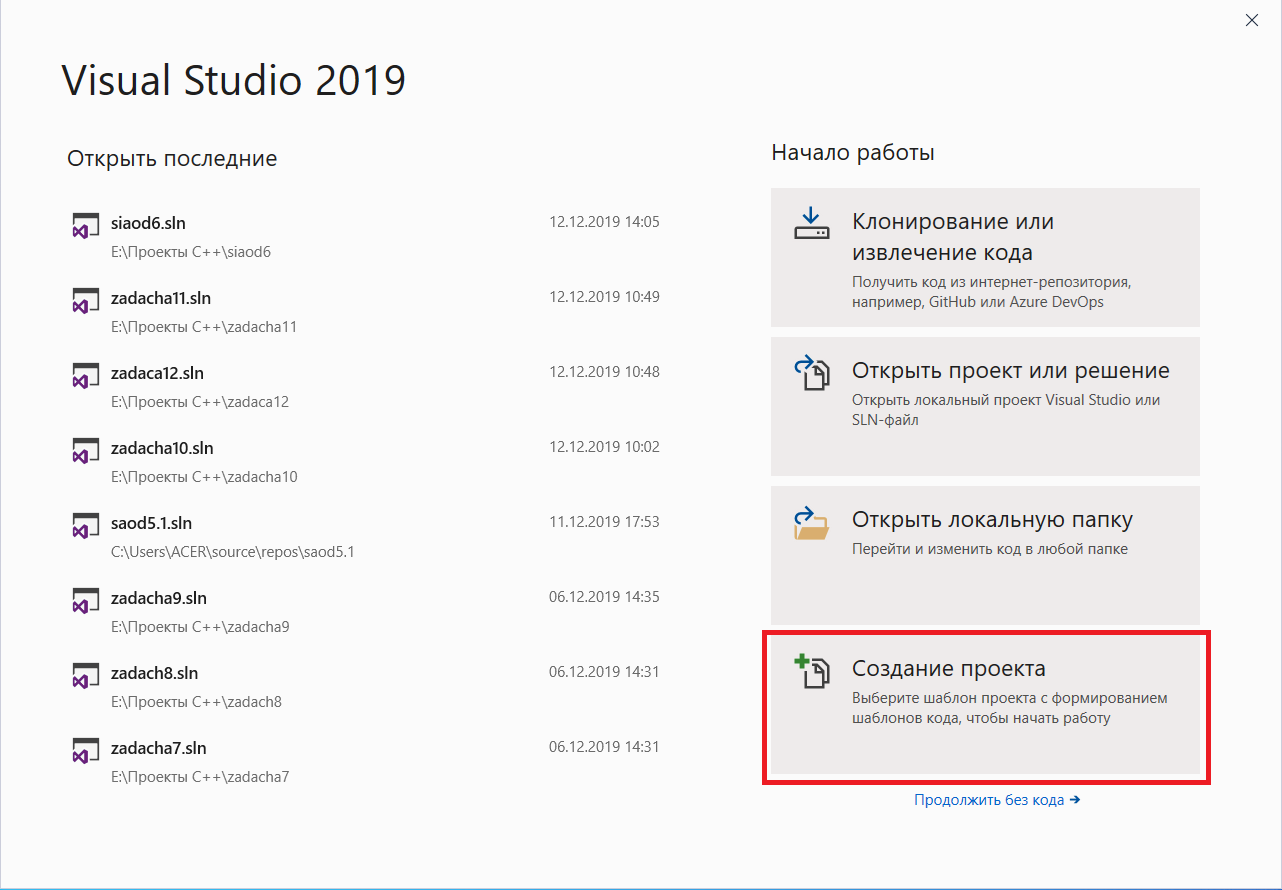 Visual Studio 2019
Открыть последние
siaod6.sln
12.12.2019 14:05
E:\Проекты C++\siaod6
zadacha11.sln
12.12.2019 10:49
E:\Проекты C++\zadacha11
zadaca12.sln
12.12.2019 10:48
E:\Проекты C++\zadaca12
zadacha10.sln
12.12.2019 10:02
E:\Проекты C++\zadacha10
saod5.1.sln
11.12.2019 17:53
C:\Users\ACER\source\repos\saod5.1
zadacha9.sln
06.12.2019 14:35
E:\Проекты C++\zadacha9
zadach8.sln
06.12.2019 14:31
E:\Проекты C++\zadach8
zadacha7.sln
06.12.2019 14:31
E:\Проекты C++\zadacha7
Начало работы
Клонирование или
извлечение кода
Получить код из интернет-репозитория,
например, GitHub или Azure DevOps
Открыть проект или решение
Открыть локальный проект Visual Studio или
SLN-файл
Открыть локальную папку
Перейти и изменить код в любой папке
Создание проекта
Выберите шаблон проекта с формированием
шаблонов кода, чтобы начать работу
Продолжить без кода →